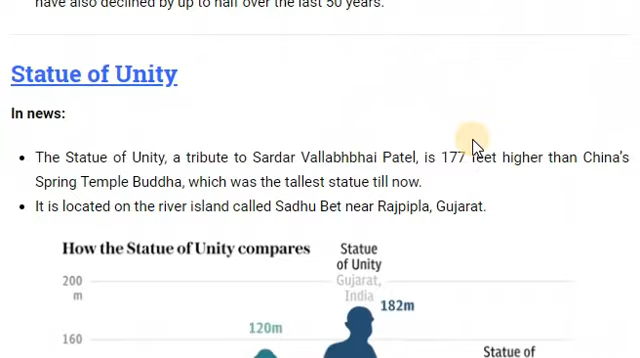 have also declined by up to half over the last 50 years.
Statue of Unity
In news:
• The Statue of Unity, a tribute to Sardar Vallabhbhai Patel, is 177 feet higher than China's
Spring Temple Buddha, which was the tallest statue till now.
• It is located on the river island called Sadhu Bet near Rajpipla, Gujarat.
How the Statue of Unity compares
Statue
of Unity
Gujarat,
India
200
m
182m
120m
160
Statue of